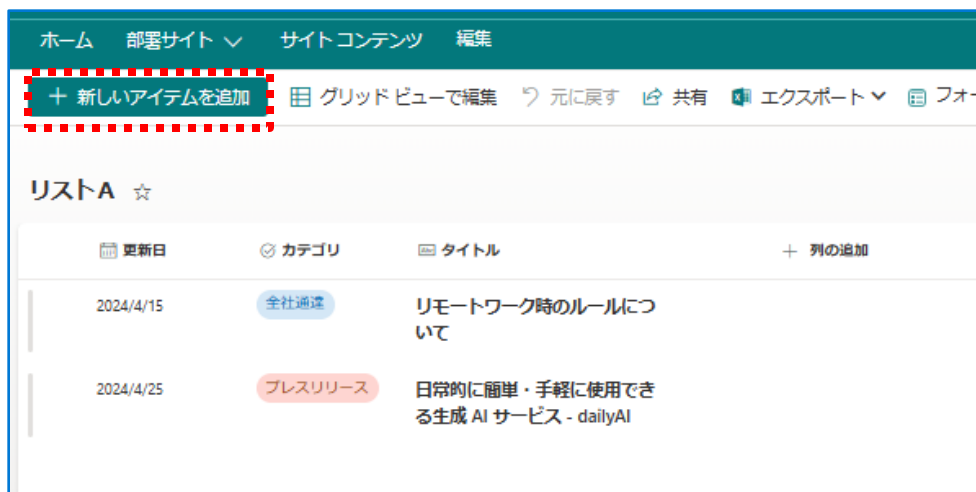 ホーム 部署サイト サイト コンテンツ 編集
新しいアイテムを追加 グリッド ビューで編集 元に戻す 共有 エクスポート フォー
リストA
更新日 カテゴリ タイトル 列の追加
2024/4/15 全社通達 リモートワーク時のルールにつ
いて
2024/4/25 プレスリリース 日常的に簡単・手軽に使用でき
る生成 AI サービス - dailyAI